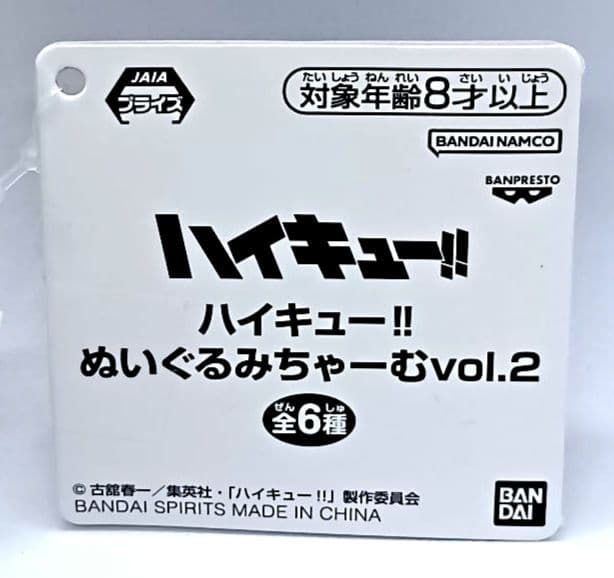 JAIA
プライズ
たいしょうねんれい さい いじょう
対象年齢8才以上
BANDAI NAMCO
BANPRESTO
ハイキュー!!
ハイキュー!!
ぬいぐるみちゃーむvol.2
ぜん しゅ
全6種
© 古舘春一/集英社・「ハイキュー!!」製作委員会
BANDAI SPIRITS MADE IN CHINA
BAN
DAI